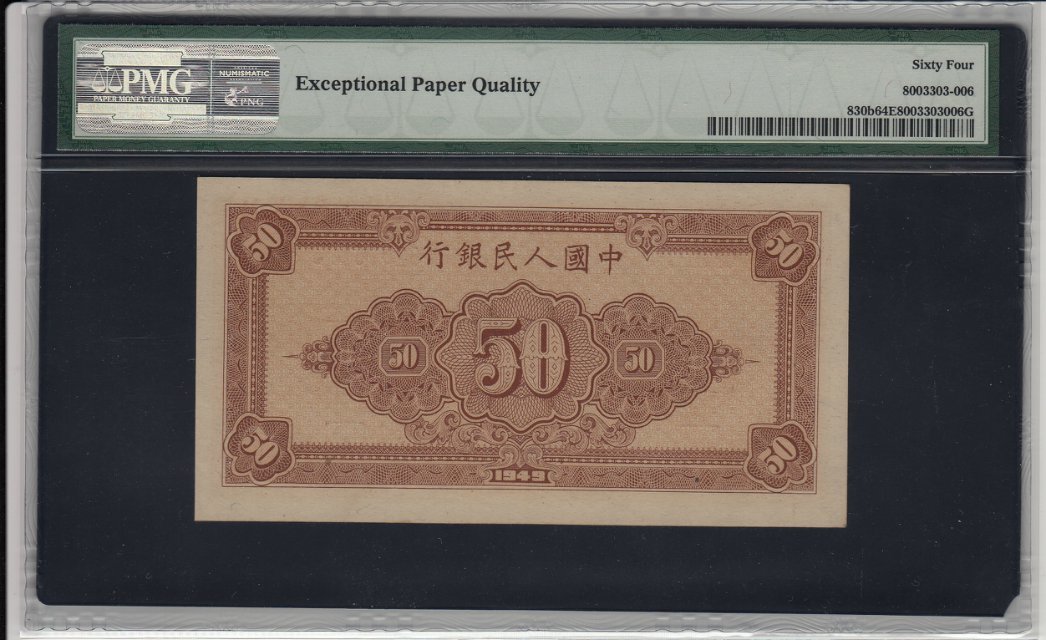 PMG
PAPER MONEY GUARANTY
NUMISMATIC
PNG
Exceptional Paper Quality
Sixty Four
8003303-006
830b64E8003303006G
50
50
行銀民人國中
50
50
50
50
50
1949